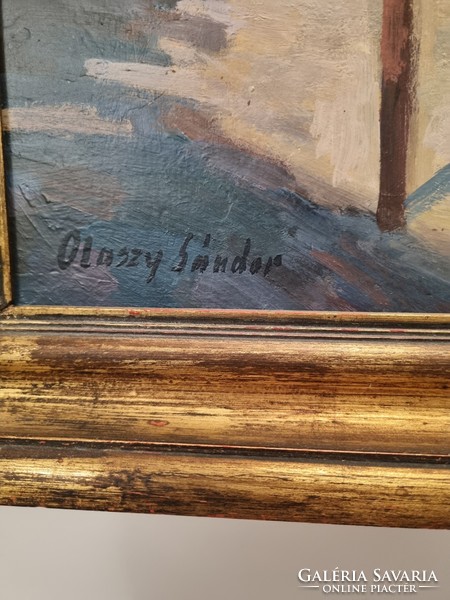 Olaszy Sándor
GALÉRIA SAVARIA
ONLINE PIACTÉR